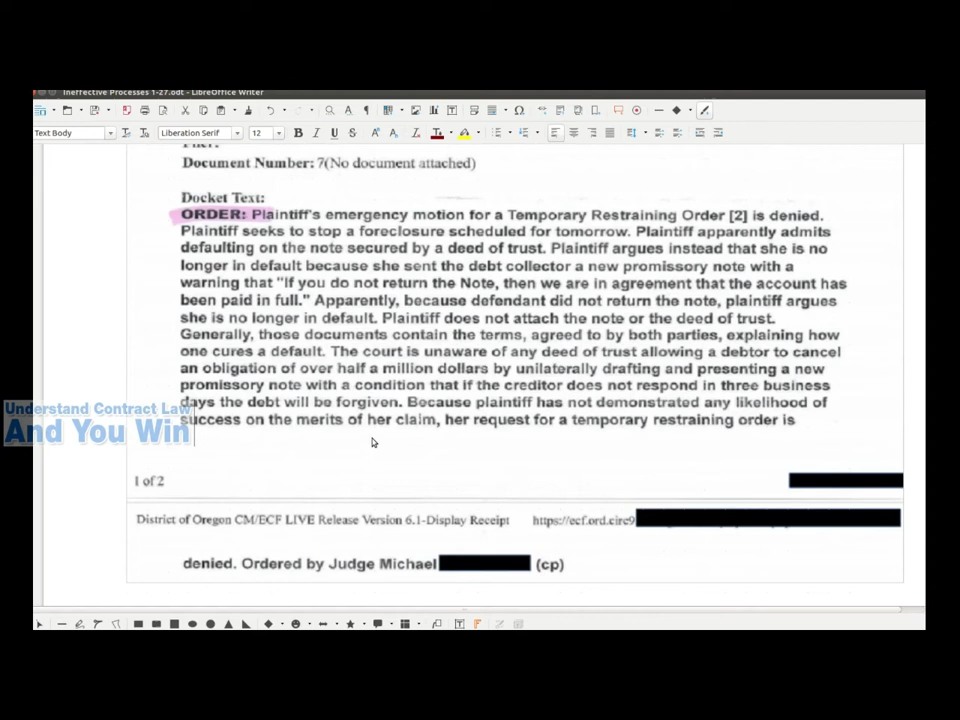 Ineffective Processes 1-27.odt - LibreOffice Writer
Text Body
Liberation Serif
12
Document Number: 7(No document attached)
Docket Text:
ORDER: Plaintiff's emergency motion for a Temporary Restraining Order [2] is denied.
Plaintiff seeks to stop a foreclosure scheduled for tomorrow. Plaintiff apparently admits
defaulting on the note secured by a deed of trust. Plaintiff argues instead that she is no
longer in default because she sent the debt collector a new promissory note with a
warning that "If you do not return the Note, then we are in agreement that the account has
been paid in full." Apparently, because defendant did not return the note, plaintiff argues
she is no longer in default. Plaintiff does not attach the note or the deed of trust.
Generally, those documents contain the terms, agreed to by both parties, explaining how
one cures a default. The court is unaware of any deed of trust allowing a debtor to cancel
an obligation of over half a million dollars by unilaterally drafting and presenting a new
promissory note with a condition that if the creditor does not respond in three business
days the debt will be forgiven. Because plaintiff has not demonstrated any likelihood of
success on the merits of her claim, her request for a temporary restraining order is
Understand Contract Law
And You Win
1 of 2
District of Oregon CM/ECF LIVE Release Version 6.1-Display Receipt https://ecf.ord.circ9
denied. Ordered by Judge Michael (cp)